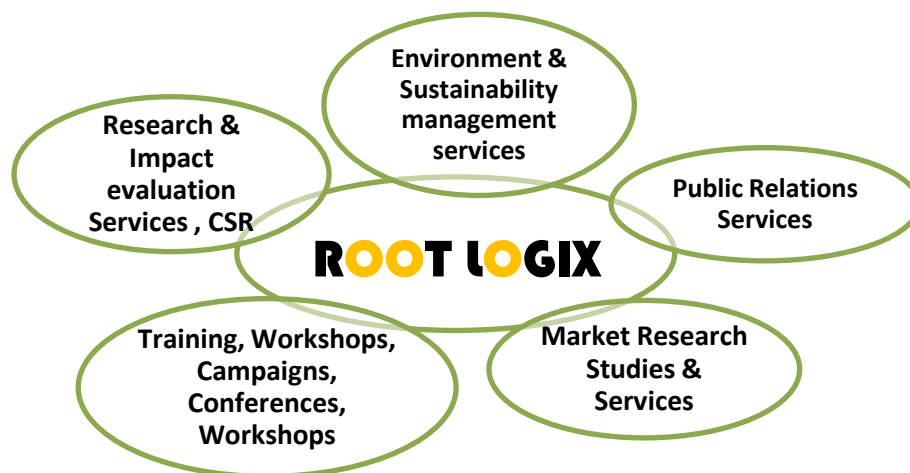 Environment &
Sustainability
management
services
Research &
Impact
evaluation
Services , CSR
Public Relations
Services
ROOT LOGIX
Training, Workshops,
Campaigns,
Conferences,
Workshops
Market Research
Studies &
Services